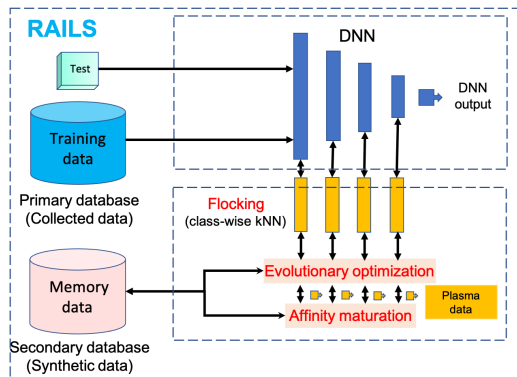 RAILS
DNN
Test
DNN
output
Training
data
Primary database
(Collected data)
Flocking
(class-wise kNN)
Evolutionary optimization
Memory
data
Plasma
data
Affinity maturation
Secondary database
(Synthetic data)